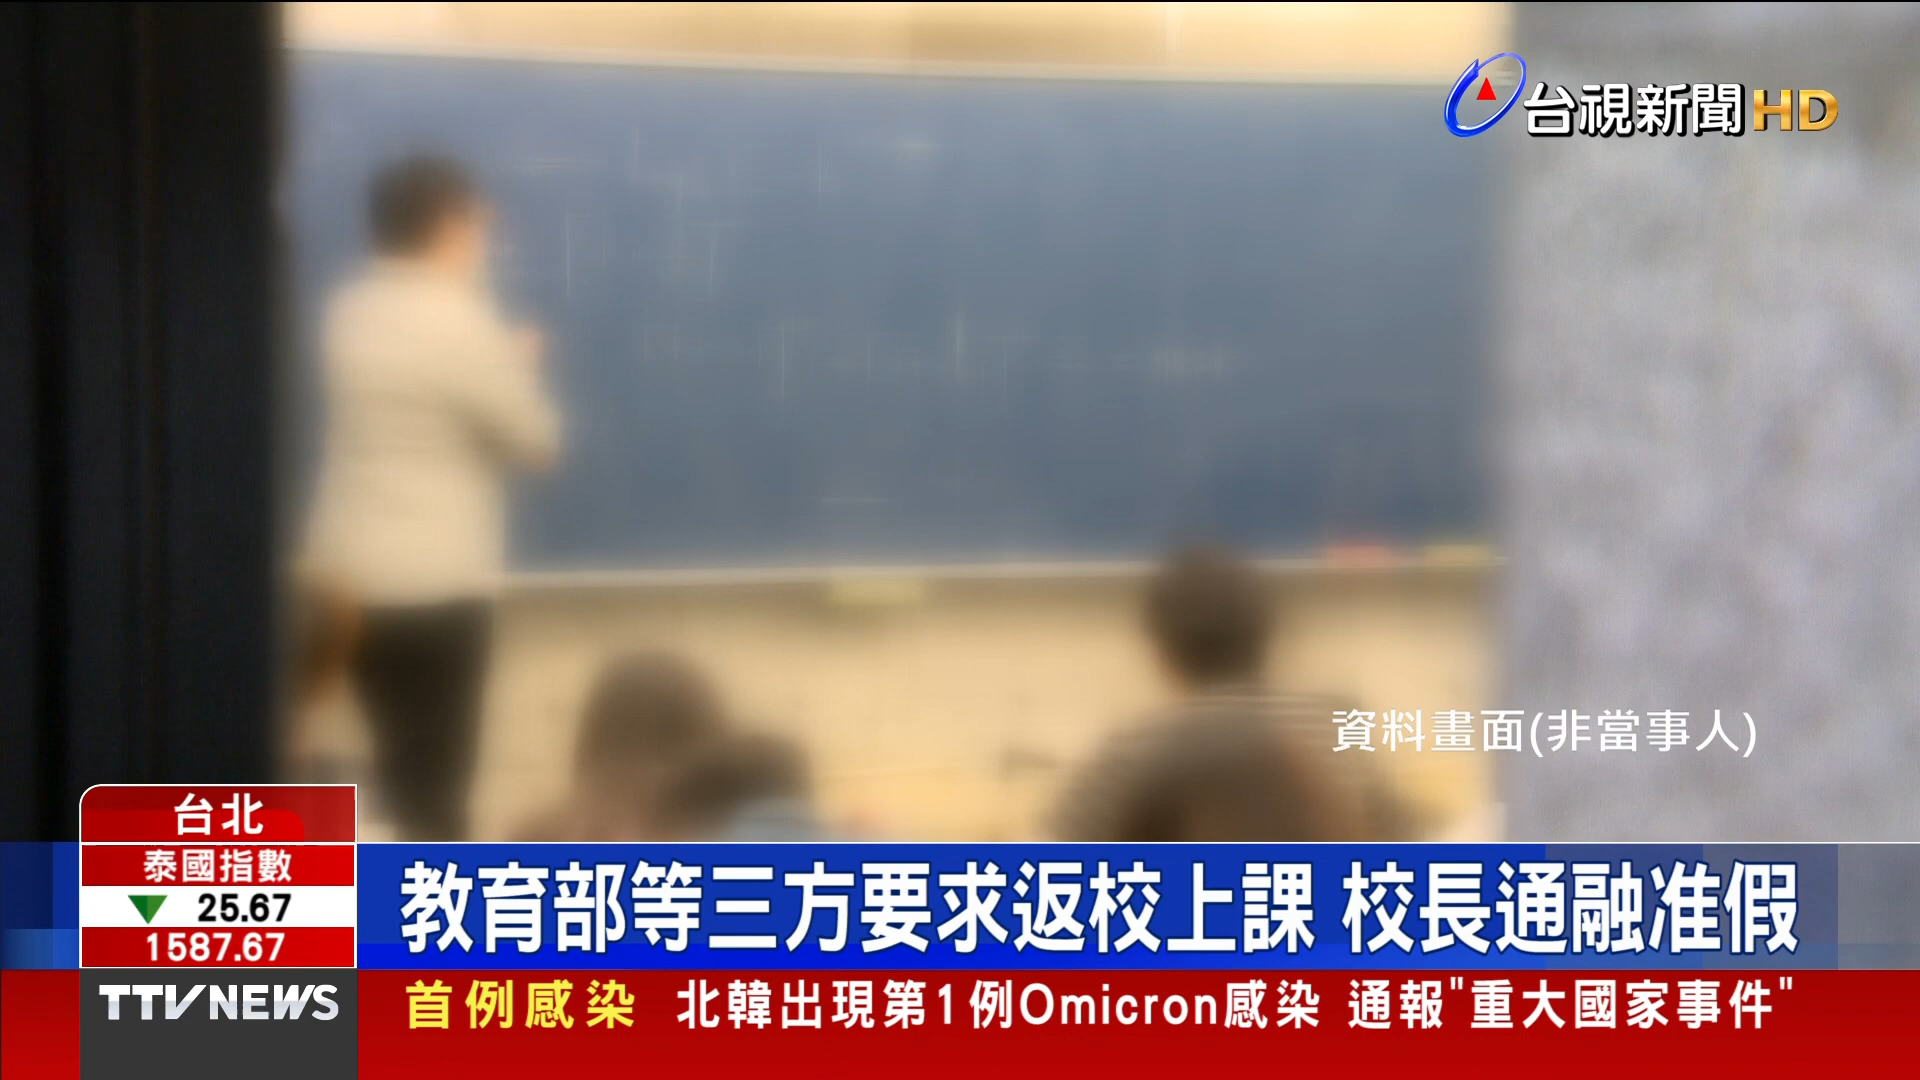 台視新聞HD
資料畫面(非當事人)
台北
泰國指數
25.67
1587.67
教育部等三方要求返校上課 校長通融准假
TTV NEWS
首例感染 北韓出現第1例Omicron感染 通報"重大國家事件"